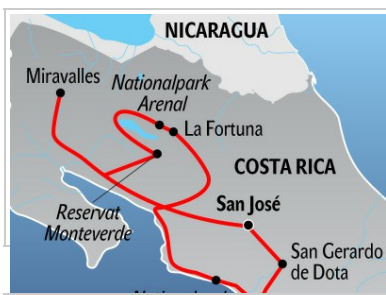 NICARAGUA
Miravalles
Nationalpark
Arenal
La Fortuna
COSTA RICA
Reservat
Monteverde
San José
San Gerardo
de Dota